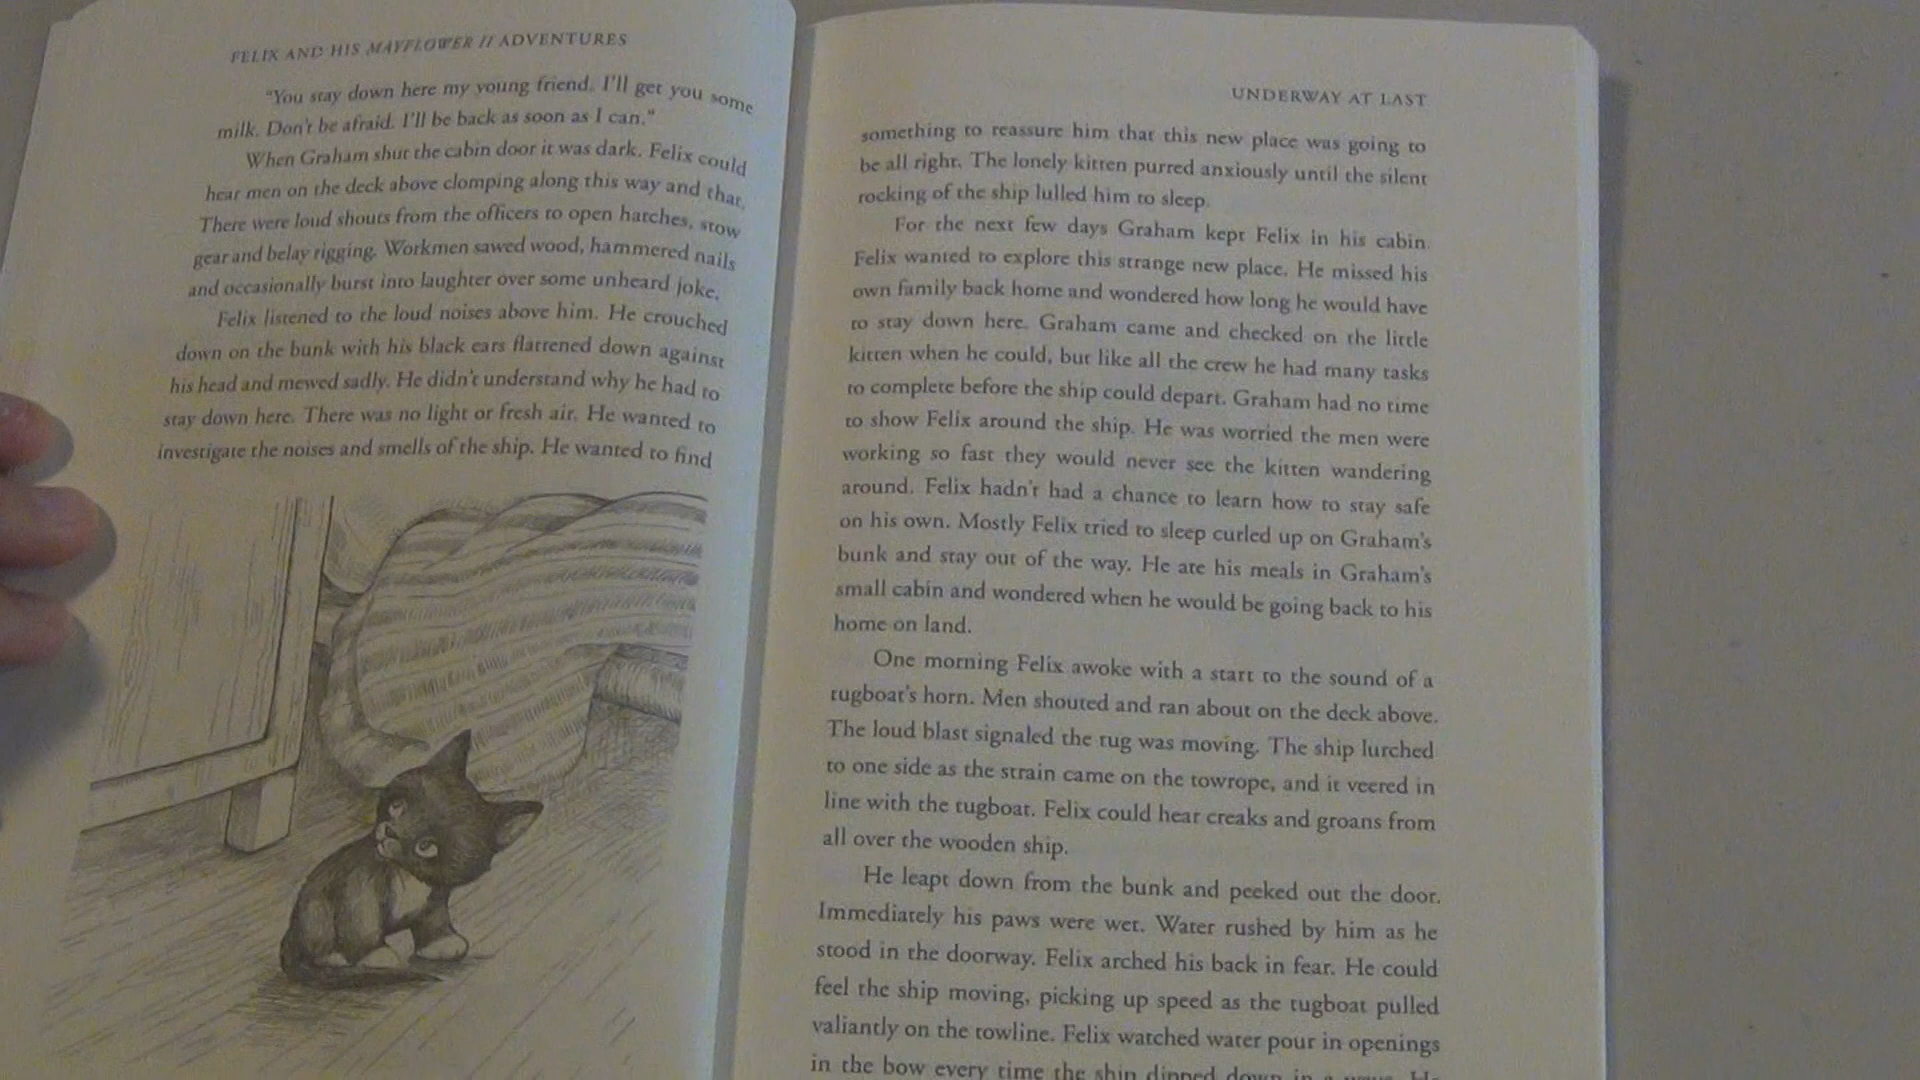 FELIX AND HIS MAYFLOWER II ADVENTURES
"You stay down here my young friend. I'll get you some
milk. Don't be afraid. I'll be back as soon as I can."
When Graham shut the cabin door it was dark. Felix could
hear men on the deck above clomping along this way and that.
There were loud shouts from the officers to open hatches, stow
gear and belay rigging. Workmen sawed wood, hammered nails
and occasionally burst into laughter over some unheard joke.
Felix listened to the loud noises above him. He crouched
down on the bunk with his black ears flattened down against
his head and mewed sadly. He didn't understand why he had to
stay down here. There was no light or fresh air. He wanted to
investigate the noises and smells of the ship. He wanted to find
UNDERWAY AT LAST
something to reassure him that this new place was going to
be all right. The lonely kitten purred anxiously until the silent
rocking of the ship lulled him to sleep.
For the next few days Graham kept Felix in his cabin.
Felix wanted to explore this strange new place. He missed his
own family back home and wondered how long he would have
to stay down here. Graham came and checked on the little
kitten when he could, but like all the crew he had many tasks
to complete before the ship could depart. Graham had no time
to show Felix around the ship. He was worried the men were
working so fast they would never see the kitten wandering
around. Felix hadn't had a chance to learn how to stay safe
on his own. Mostly Felix tried to sleep curled up on Graham's
bunk and stay out of the way. He ate his meals in Graham's
small cabin and wondered when he would be going back to his
home on land.
One morning Felix awoke with a start to the sound of a
tugboat's horn. Men shouted and ran about on the deck above.
The loud blast signaled the tug was moving. The ship lurched
to one side as the strain came on the towrope, and it veered in
line with the tugboat. Felix could hear creaks and groans from
all over the wooden ship.
He leapt down from the bunk and peeked out the door.
Immediately his paws were wet. Water rushed by him as he
stood in the doorway. Felix arched his back in fear. He could
feel the ship moving, picking up speed as the tugboat pulled
valiantly on the towline. Felix watched water pour in openings
in the bow every time the ship dipped down in a wave. He